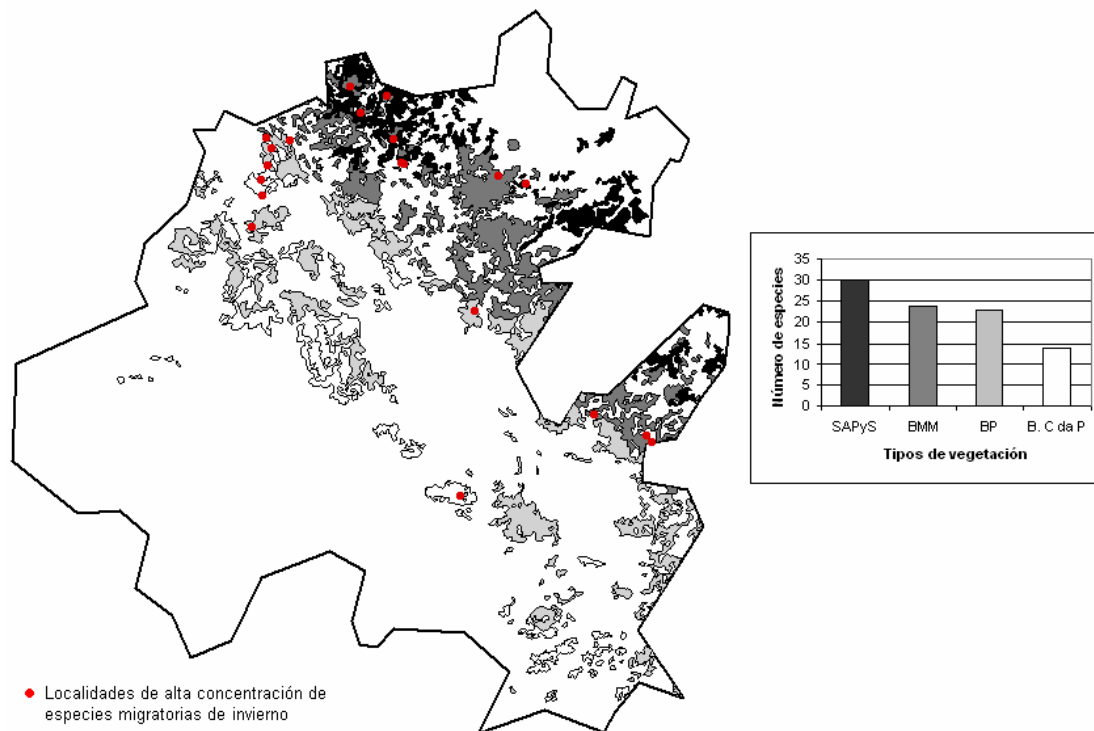 35
30
25
20
15
10
5
0
Número de especies
SAPyS BMM BP B. C da P
Tipos de vegetación
Localidades de alta concentración de
especies migratorias de invierno